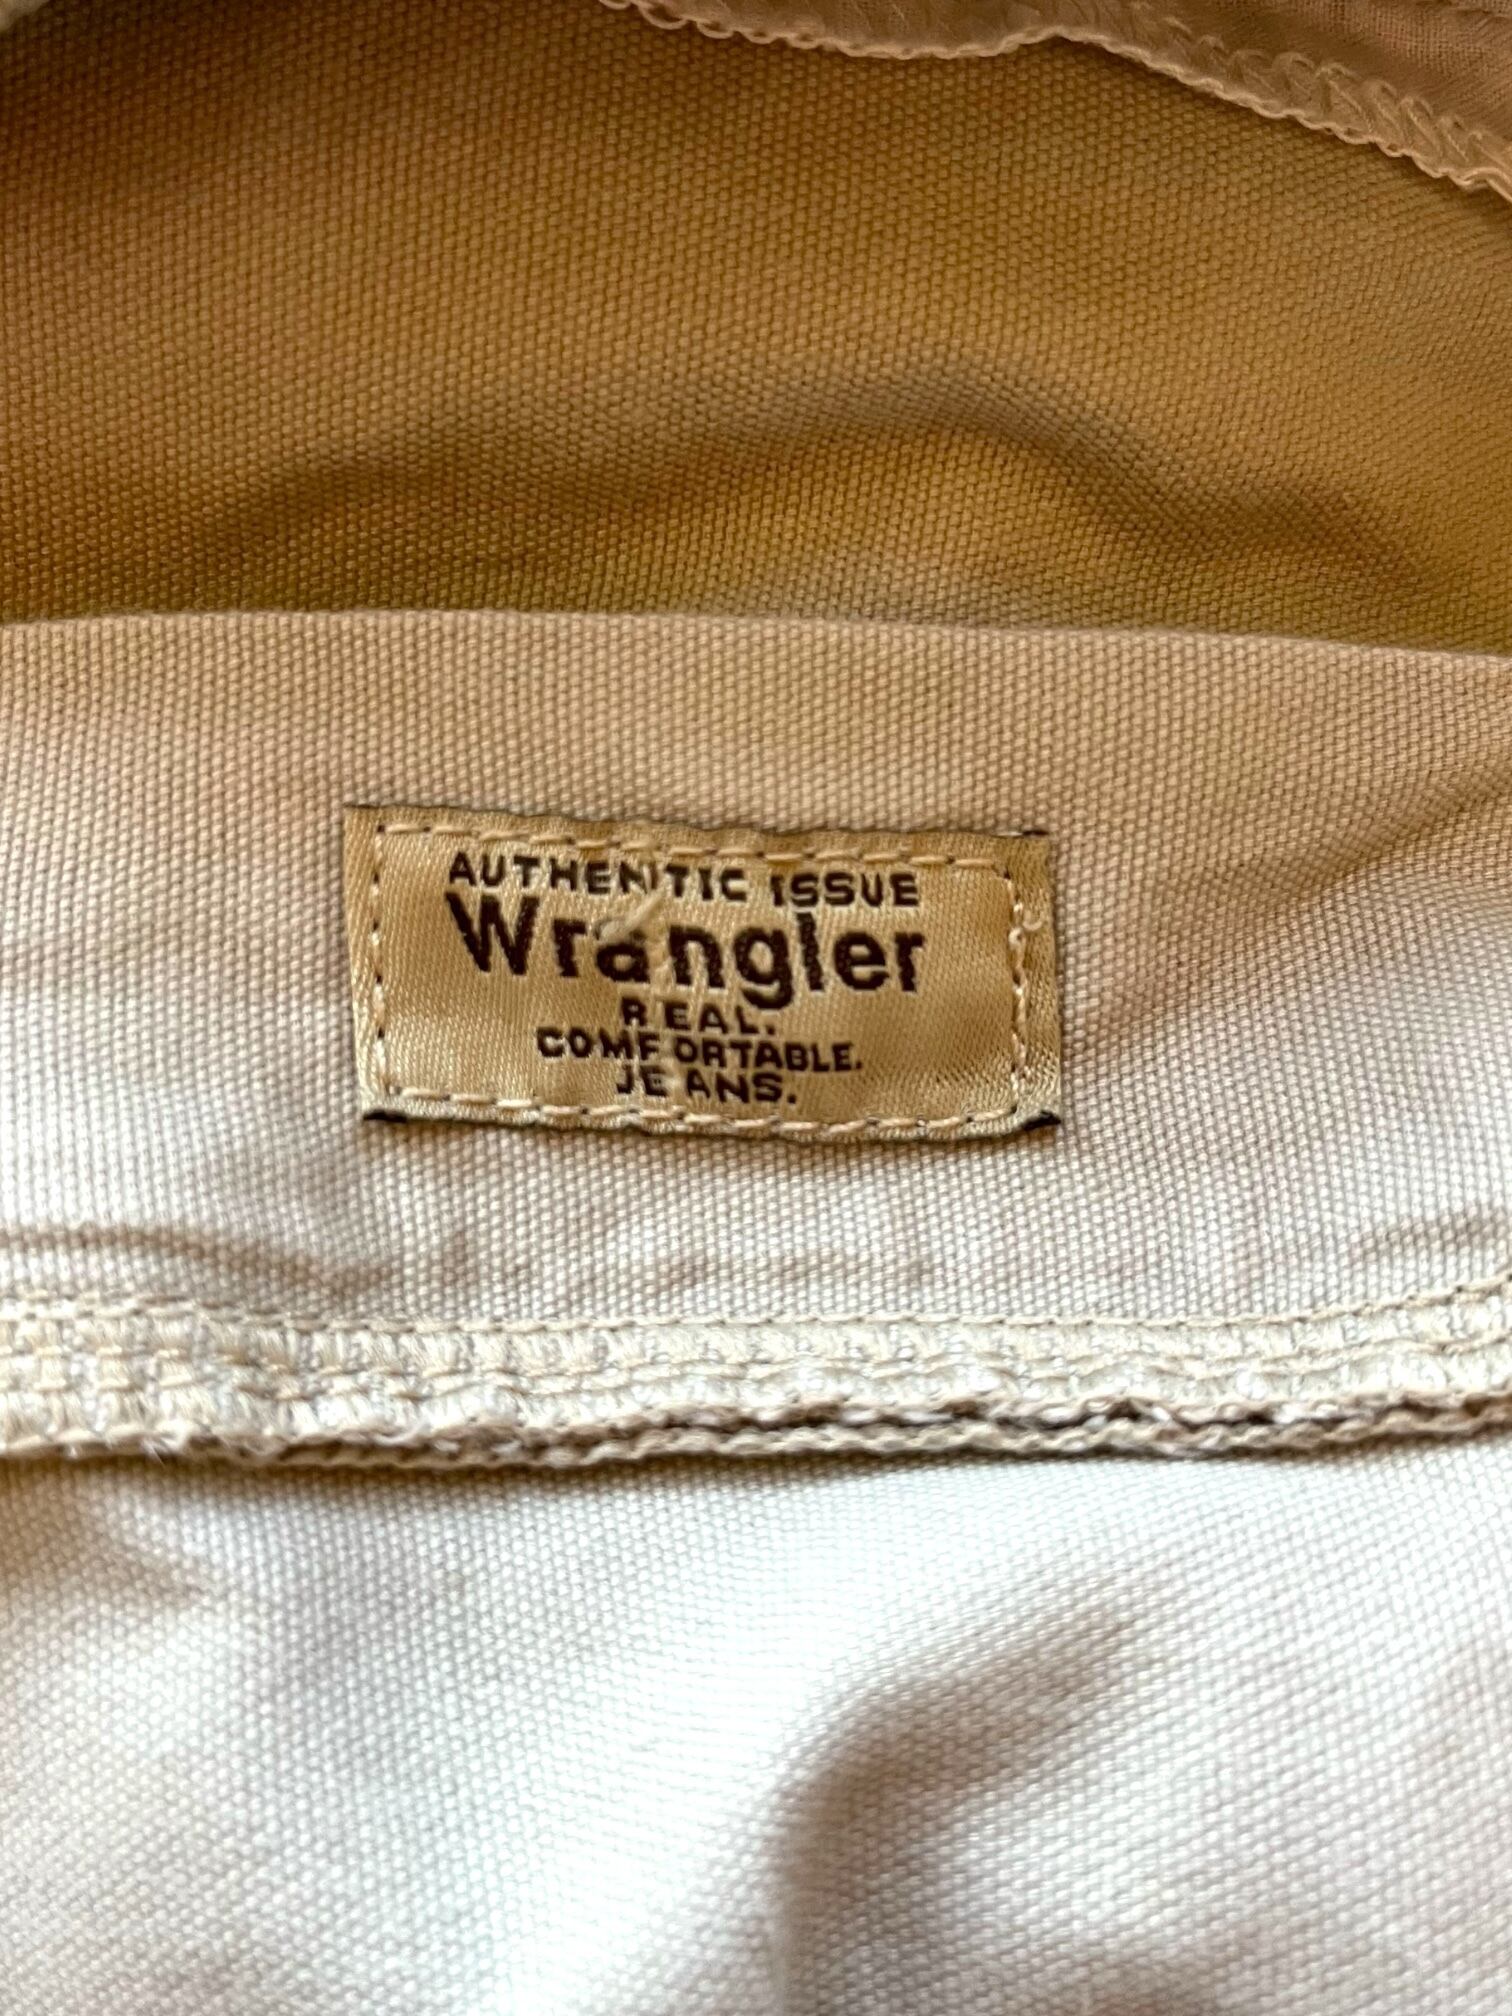 AUTHENTIC ISSUE
Wrangler
REAL.
COMFORTABLE.
JEANS.